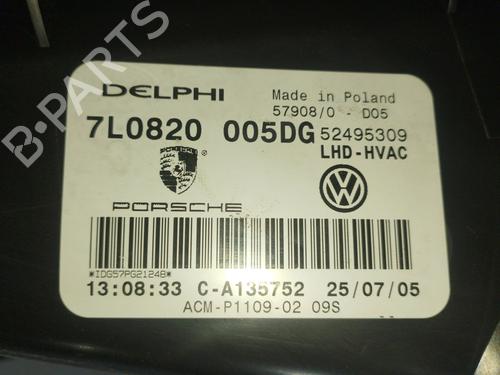 DELPHI
Made in Poland
57908/0 - D05
7L0820 005DG 52495309
LHD-HVAC
PORSCHE
*IDG57PG2124B*
13:08:33 C-A135752 25/07/05
ACM-P1109-02 09S
B-PARTS